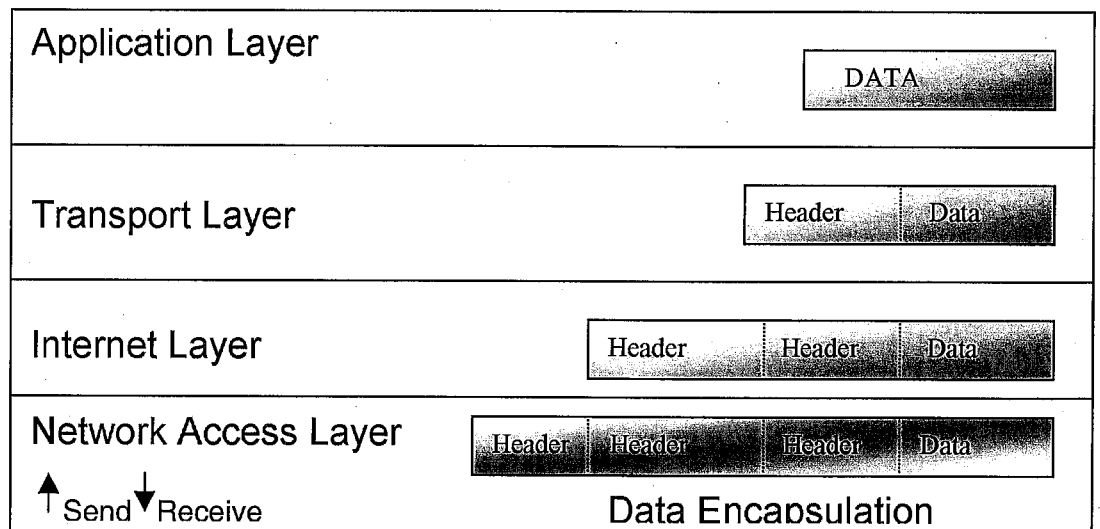 Application Layer
DATA
Transport Layer
Header Data
Internet Layer
Header Header Data
Network Access Layer
Header Header Header Data
Send Receive
Data Encapsulation